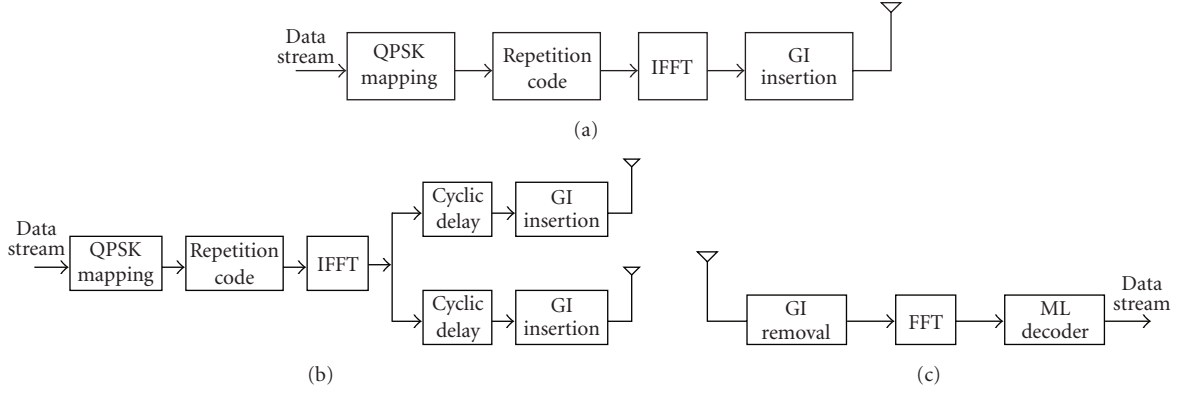 Data
stream
QPSK
mapping
Repetition
code
IFFT
GI
insertion
(a)
Data
stream
QPSK
mapping
Repetition
code
IFFT
Cyclic
delay
GI
insertion
Cyclic
delay
GI
insertion
(b)
GI
removal
FFT
ML
decoder
Data
stream
(c)